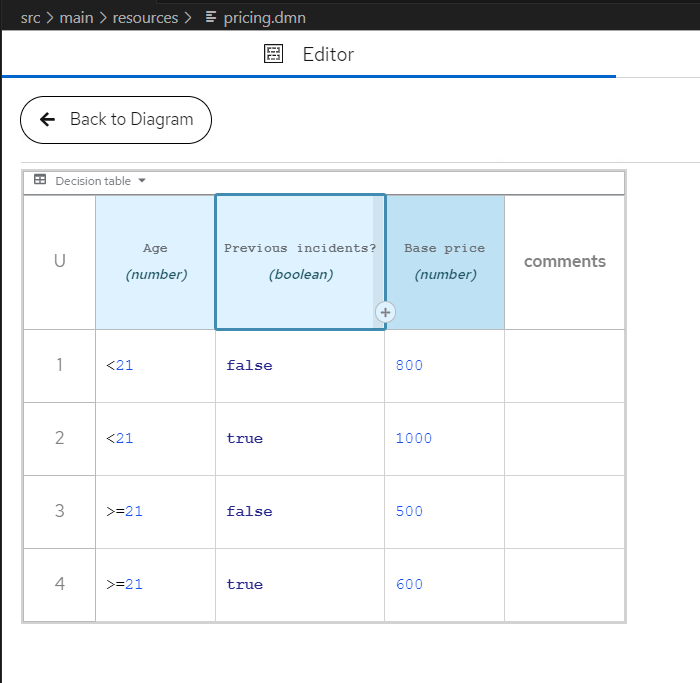 src > main > resources > pricing.dmn
Editor
Back to Diagram
Decision table
U Age (number) Previous incidents? (boolean) Base price (number) comments
1 <21 false 800
2 <21 true 1000
3 >=21 false 500
4 >=21 true 600